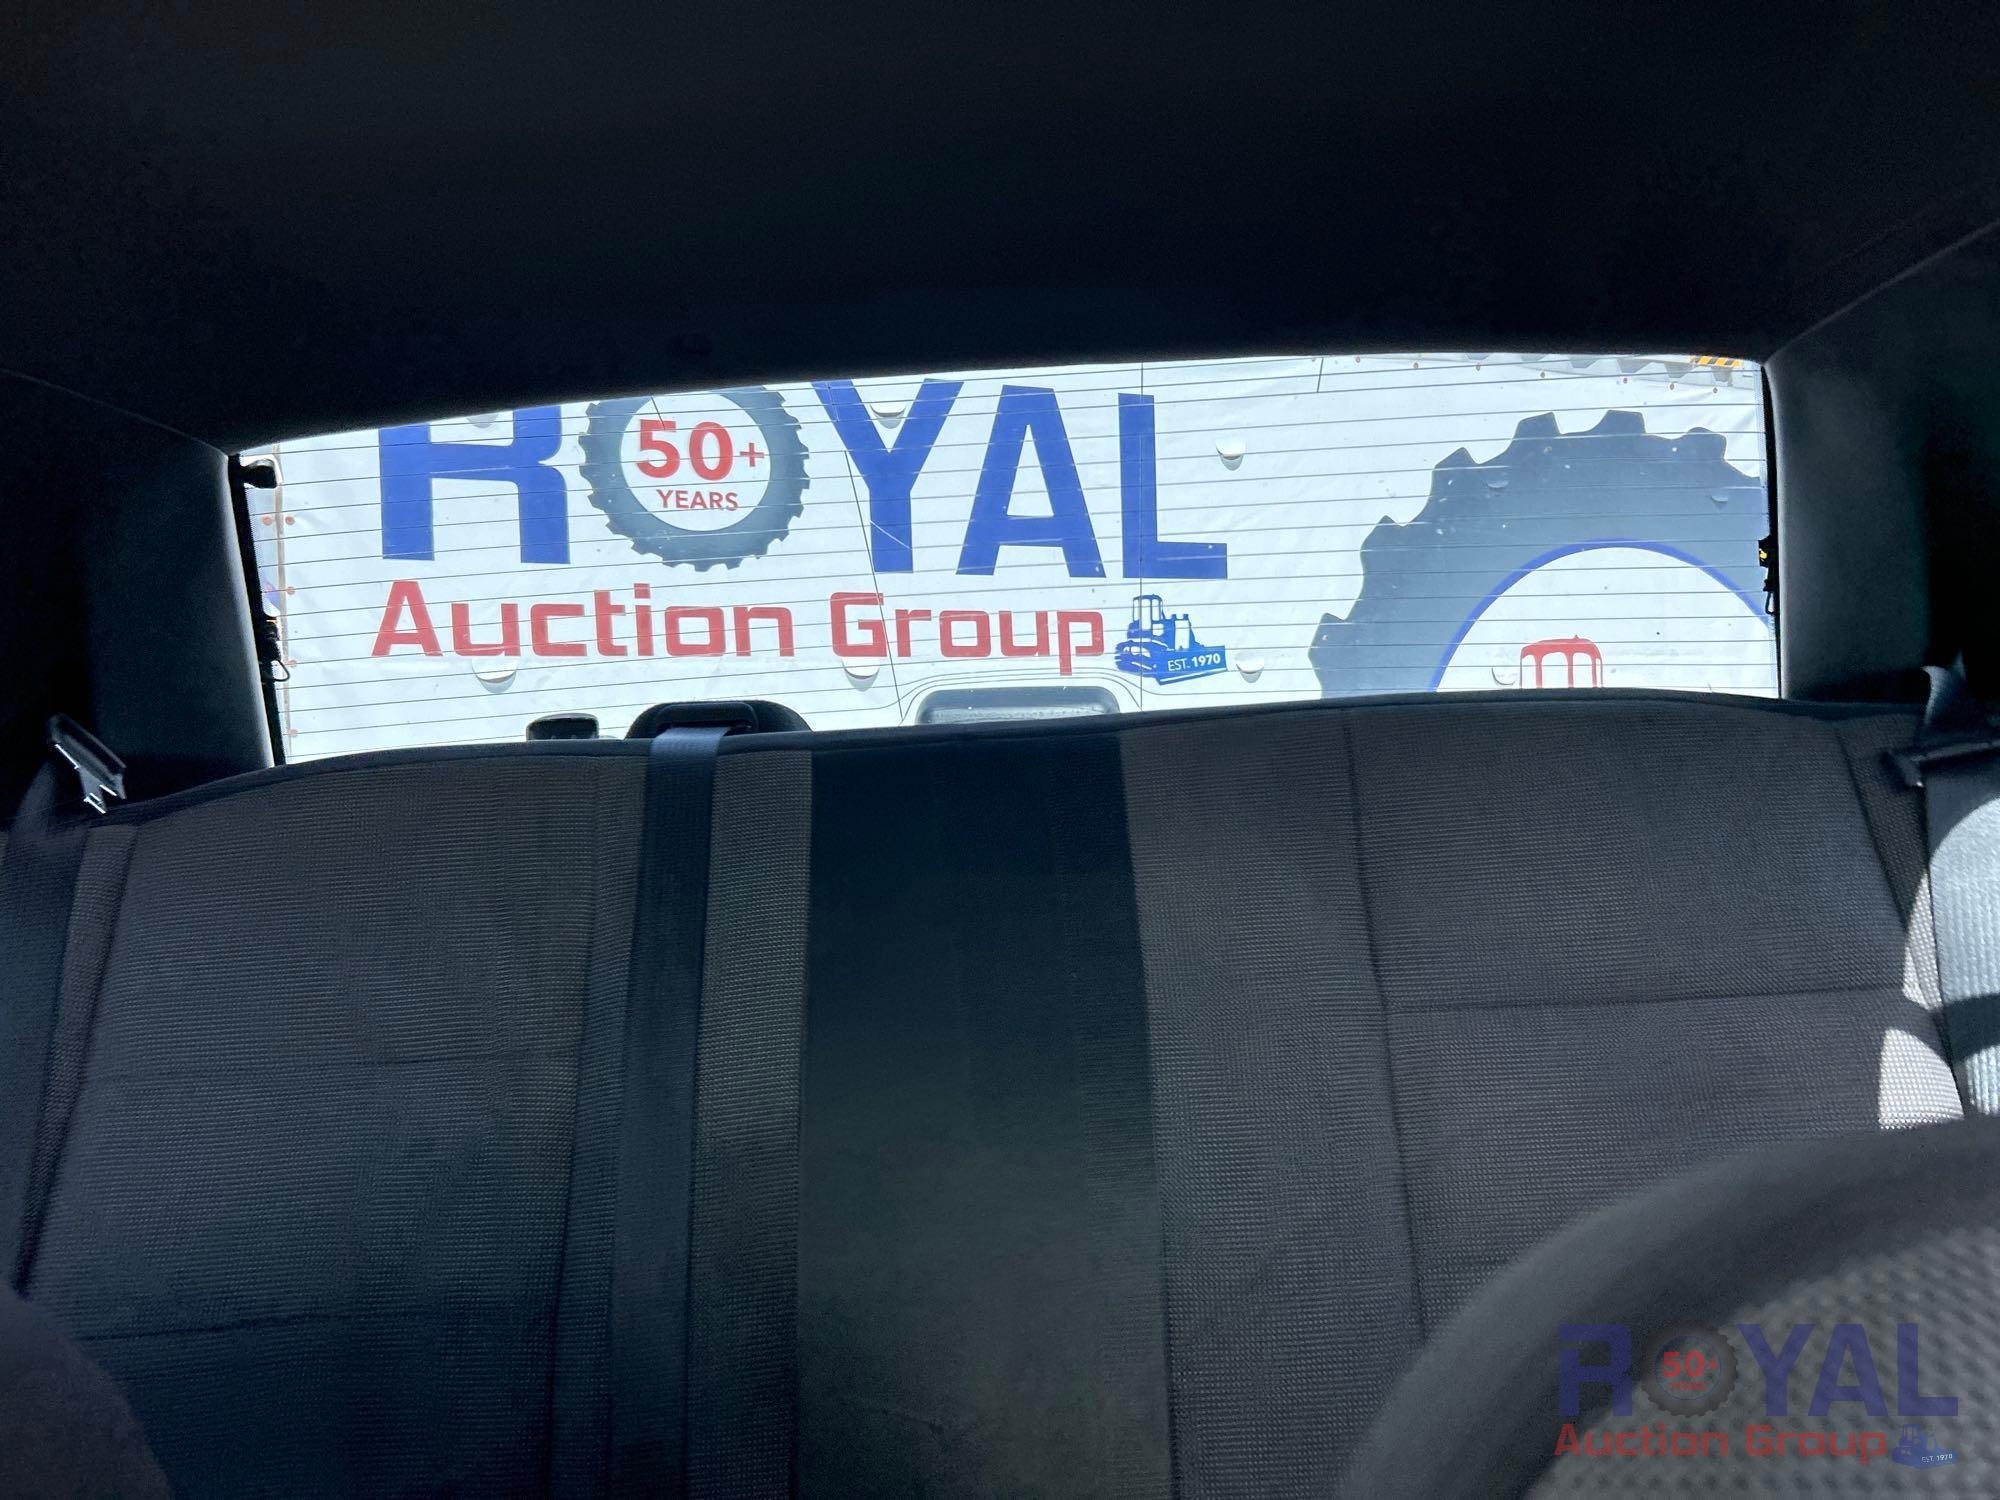 ROYAL
50+
YEARS
Auction Group
EST. 1970
ROYAL
50+
YEARS
Auction Group
EST. 1970